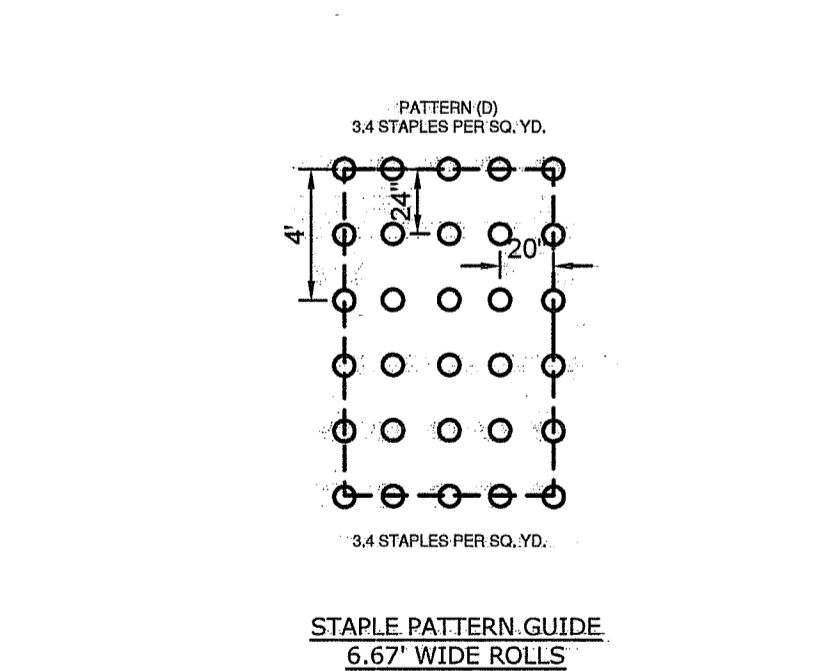 PATTERN (D)
3.4 STAPLES PER SQ. YD.
24"
4'
20"
3.4 STAPLES PER SQ. YD.
STAPLE PATTERN GUIDE
6.67' WIDE ROLLS